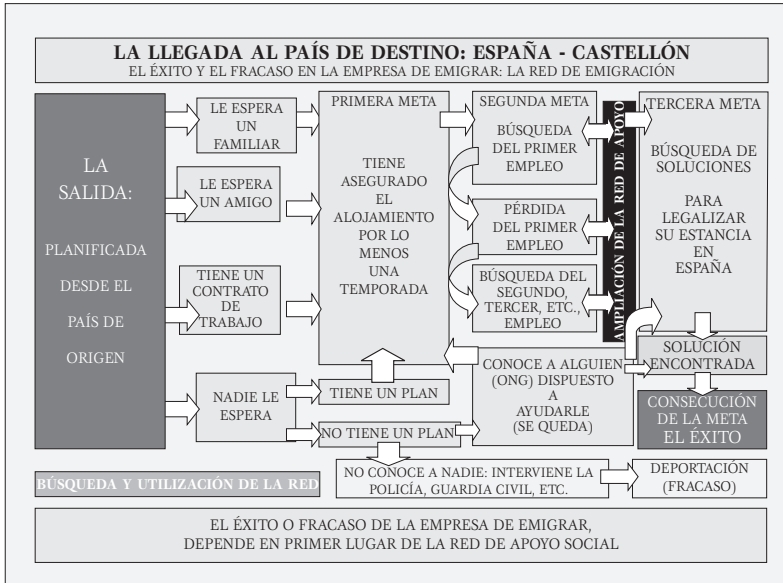 LA LLEGADA AL PAÍS DE DESTINO: ESPAÑA - CASTELLÓN
EL ÉXITO Y EL FRACASO EN LA EMPRESA DE EMIGRAR: LA RED DE EMIGRACIÓN
LA
SALIDA:
PLANIFICADA
DESDE EL
PAÍS DE
ORIGEN
LE ESPERA
UN
FAMILIAR
LE ESPERA
UN AMIGO
TIENE UN
CONTRATO
DE
TRABAJO
NADIE LE
ESPERA
PRIMERA META
TIENE
ASEGURADO
EL
ALOJAMIENTO
POR LO
MENOS
UNA
TEMPORADA
TIENE UN PLAN
NO TIENE UN PLAN
SEGUNDA META
BÚSQUEDA
DEL PRIMER
EMPLEO
PÉRDIDA
DEL PRIMER
EMPLEO
BÚSQUEDA DEL
SEGUNDO,
TERCER, ETC.,
EMPLEO
CONOCE A ALGUIEN
(ONG) DISPUESTO
A
AYUDARLE
(SE QUEDA)
AMPLIACIÓN DE LA RED DE APOYO
TERCERA META
BÚSQUEDA DE
SOLUCIONES
PARA
LEGALIZAR
SU ESTANCIA
EN
ESPAÑA
SOLUCIÓN
ENCONTRADA
CONSECUCIÓN
DE LA META
EL ÉXITO
NO CONOCE A NADIE: INTERVIENE LA
POLICÍA, GUARDIA CIVIL, ETC.
DEPORTACIÓN
(FRACASO)
BÚSQUEDA Y UTILIZACIÓN DE LA RED
EL ÉXITO O FRACASO DE LA EMPRESA DE EMIGRAR,
DEPENDE EN PRIMER LUGAR DE LA RED DE APOYO SOCIAL